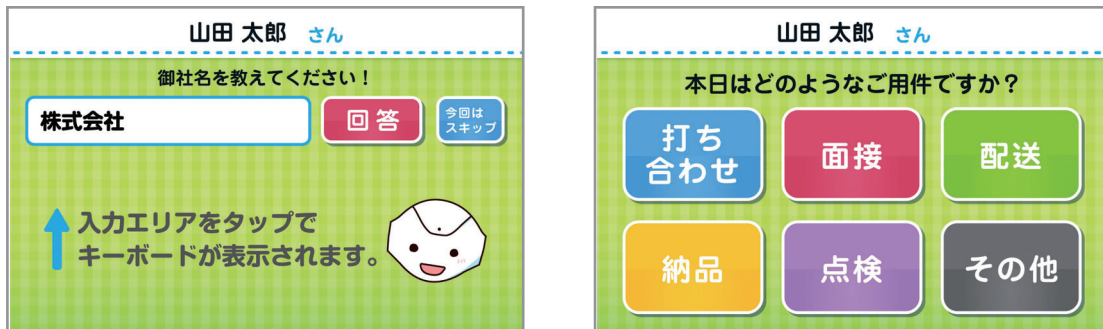 山田 太郎 さん
御社名を教えてください！
株式会社
回答
今回は
スキップ
入力エリアをタップで
キーボードが表示されます。
山田 太郎 さん
本日はどのようなご用件ですか？
打ち
合わせ
面接
配送
納品
点検
その他